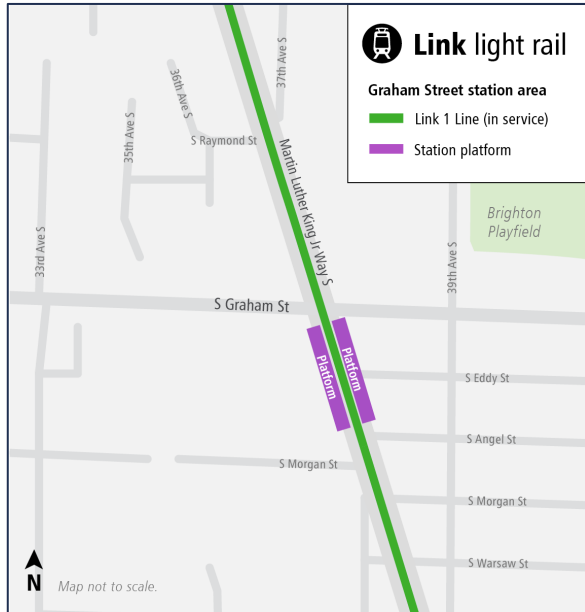 Link light rail
Graham Street station area
Link 1 Line (in service)
Station platform
37th Ave S
36th Ave S
35th Ave S
S Raymond St
Martin Luther King Jr Way S
Brighton
Playfield
33rd Ave S
39th Ave S
S Graham St
Platform
Platform
S Eddy St
S Angel St
S Morgan St
S Morgan St
S Warsaw St
N
Map not to scale.